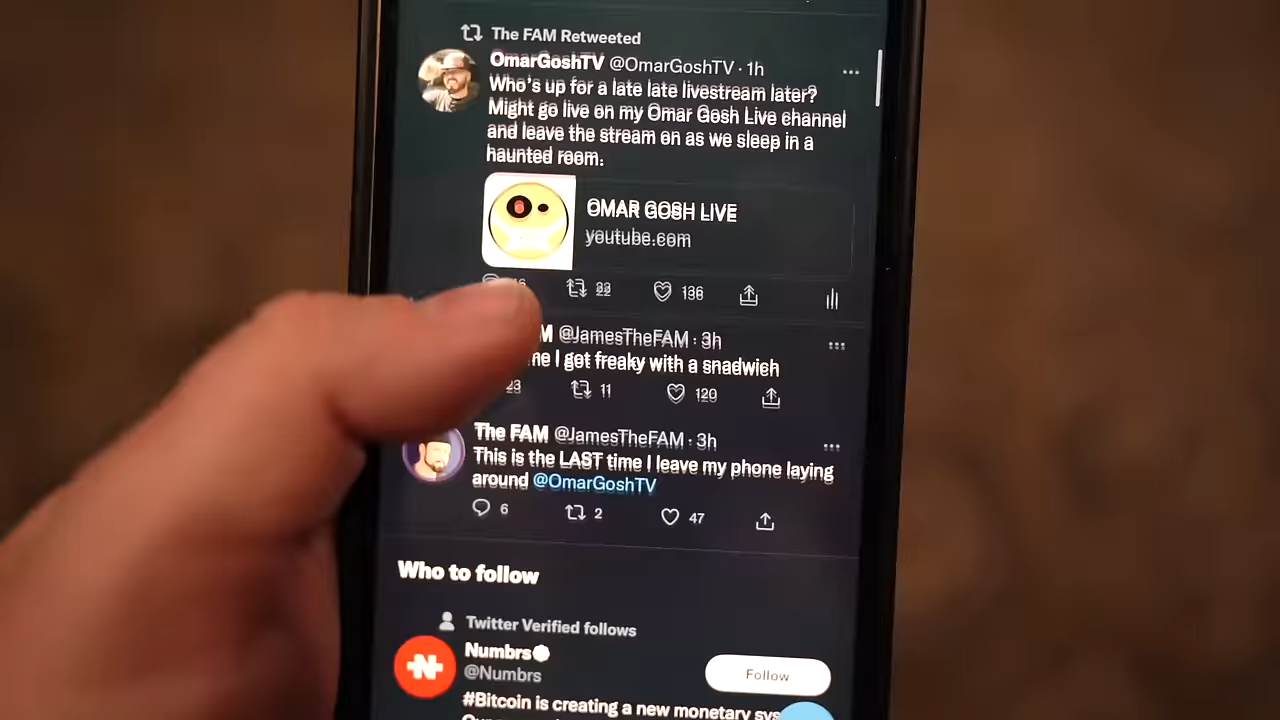 The FAM Retweeted
OmarGoshTV @OmarGoshTV · 1h
Who's up for a late late livestream later?
Might go live on my Omar Gosh Live channel
and leave the stream on as we sleep in a
haunted room.
OMAR GOSH LIVE
youtube.com
22 136
@JamesTheFAM · 3h
I got freaky with a snadwich
23 11 120
The FAM @JamesTheFAM · 3h
This is the LAST time I leave my phone laying
around @OmarGoshTV
6 2 47
Who to follow
Twitter Verified follows
Numbrs
@Numbrs
Follow
#Bitcoin is creating a new monetary